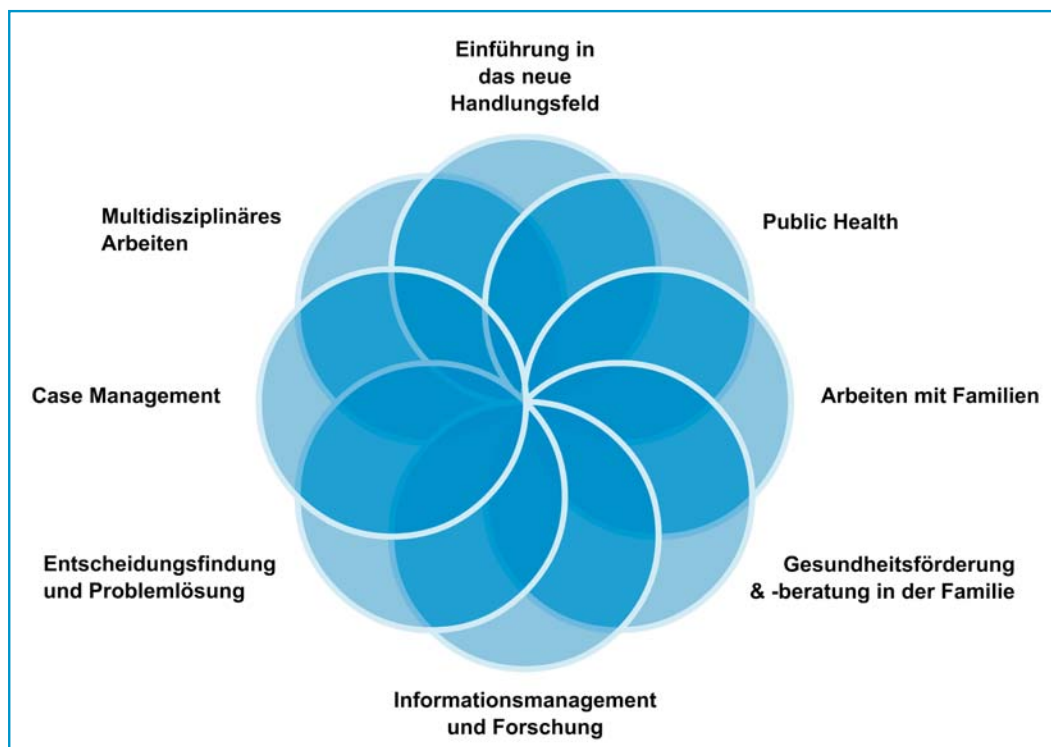 Einführung in
das neue
Handlungsfeld
Public Health
Arbeiten mit Familien
Gesundheitsförderung
& -beratung in der Familie
Informationsmanagement
und Forschung
Entscheidungsfindung
und Problemlösung
Case Management
Multidisziplinäres
Arbeiten